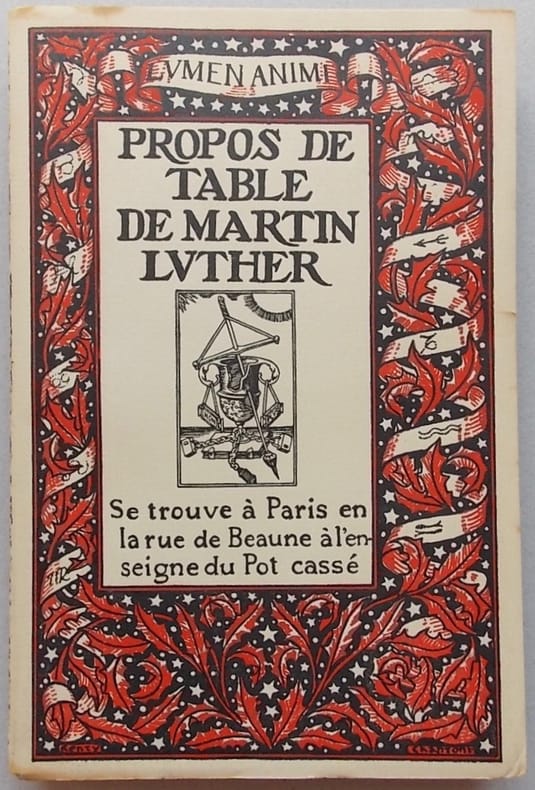 LVMEN ANIMI
PROPOS DE
TABLE
DE MARTIN
LVTHER
Se trouve à Paris en
la rue de Beaune à l'en-
seigne du Pot cassé